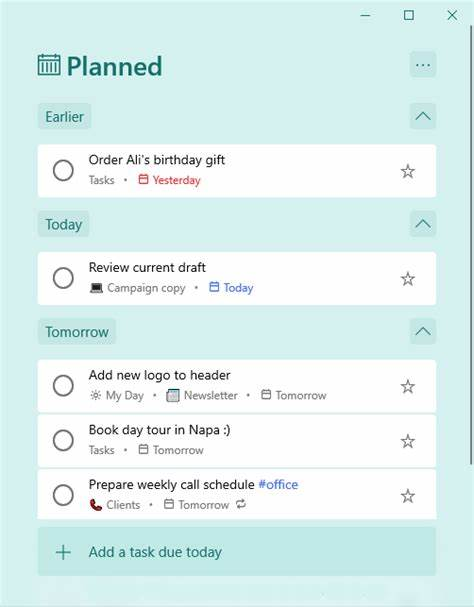 Planned
Earlier
Order Ali's birthday gift
Tasks • Yesterday
Today
Review current draft
Campaign copy • Today
Tomorrow
Add new logo to header
My Day • Newsletter • Tomorrow
Book day tour in Napa :)
Tasks • Tomorrow
Prepare weekly call schedule #office
Clients • Tomorrow
Add a task due today